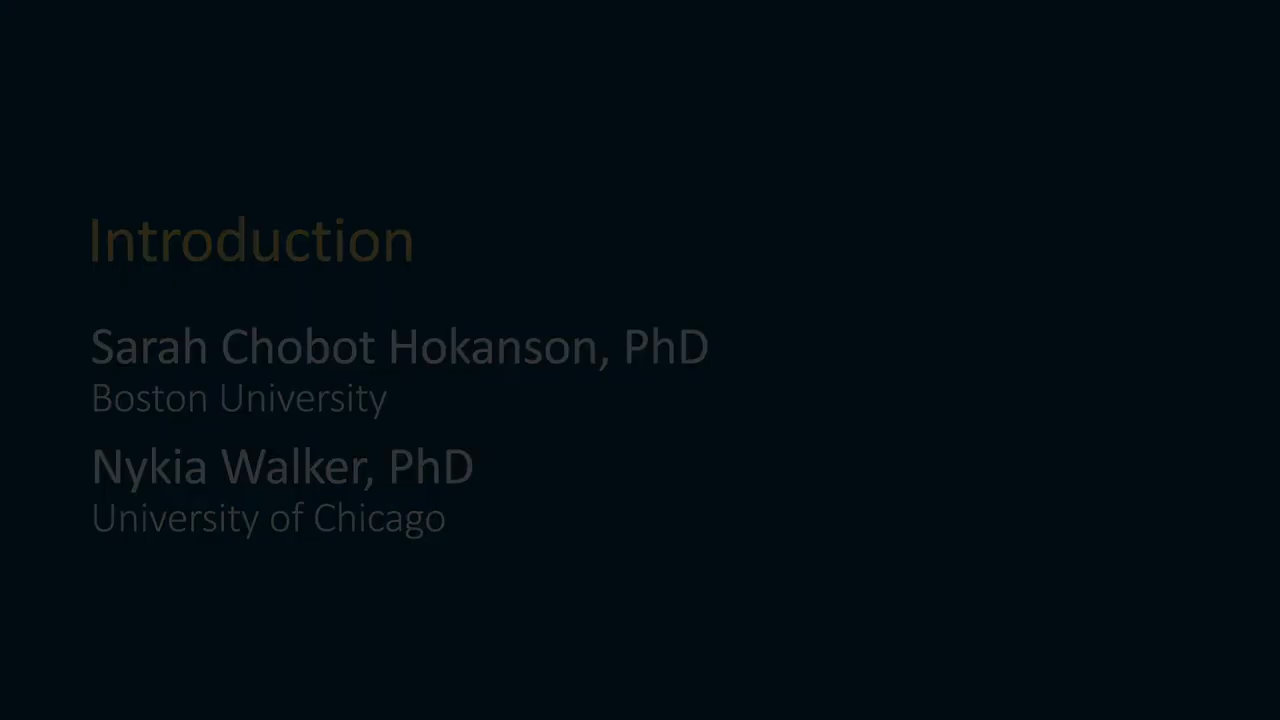 Introduction
Sarah Chobot Hokanson, PhD
Boston University
Nykia Walker, PhD
University of Chicago